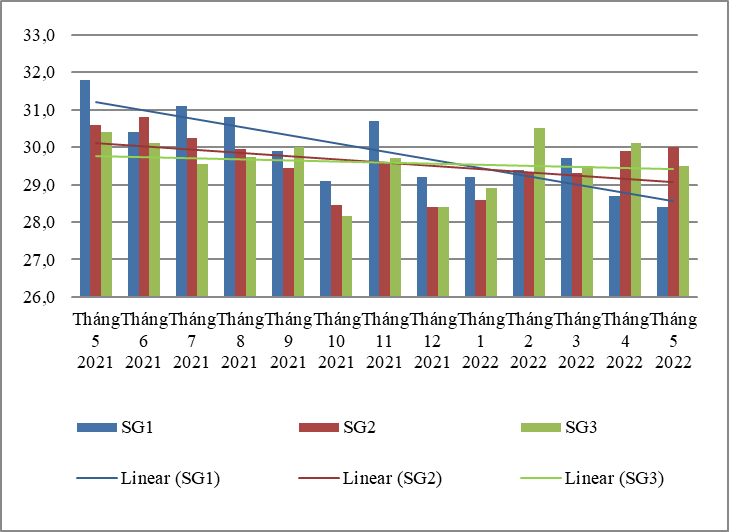 33,0
32,0
31,0
30,0
29,0
28,0
27,0
26,0
Tháng 5 2021
Tháng 6 2021
Tháng 7 2021
Tháng 8 2021
Tháng 9 2021
Tháng 10 2021
Tháng 11 2021
Tháng 12 2021
Tháng 1 2022
Tháng 2 2022
Tháng 3 2022
Tháng 4 2022
Tháng 5 2022
SG1 SG2 SG3
Linear (SG1) Linear (SG2) Linear (SG3)